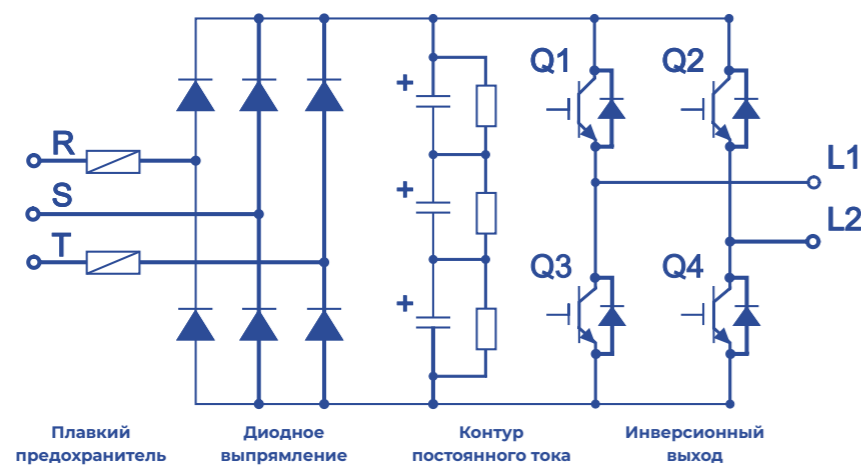 Q1
Q2
R
S
T
L1
L2
Q3
Q4
+
+
+
Плавкий
предохранитель
Диодное
выпрямление
Контур
постоянного тока
Инверсионный
выход